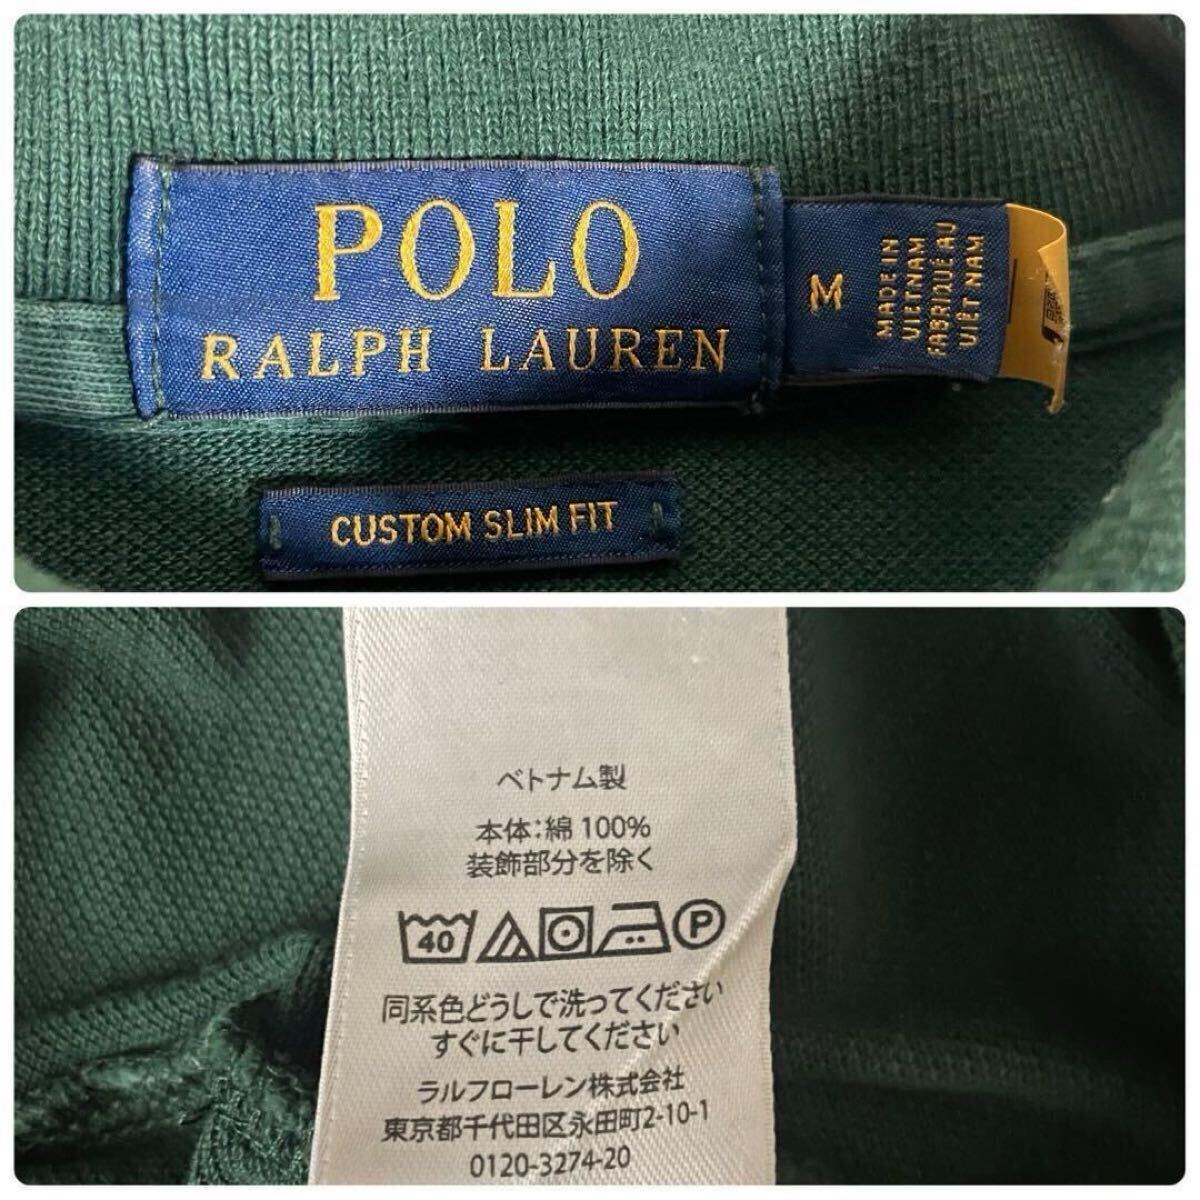 POLO
RALPH LAUREN
M
MADE IN
VIETNAM
FABRIQUÉ AU
VIÊT NAM
CUSTOM SLIM FIT
ベトナム製
本体:綿 100%
装飾部分を除く
40
P
同系色どうしで洗ってください
すぐに干してください
ラルフローレン株式会社
東京都千代田区永田町2-10-1
0120-3274-20